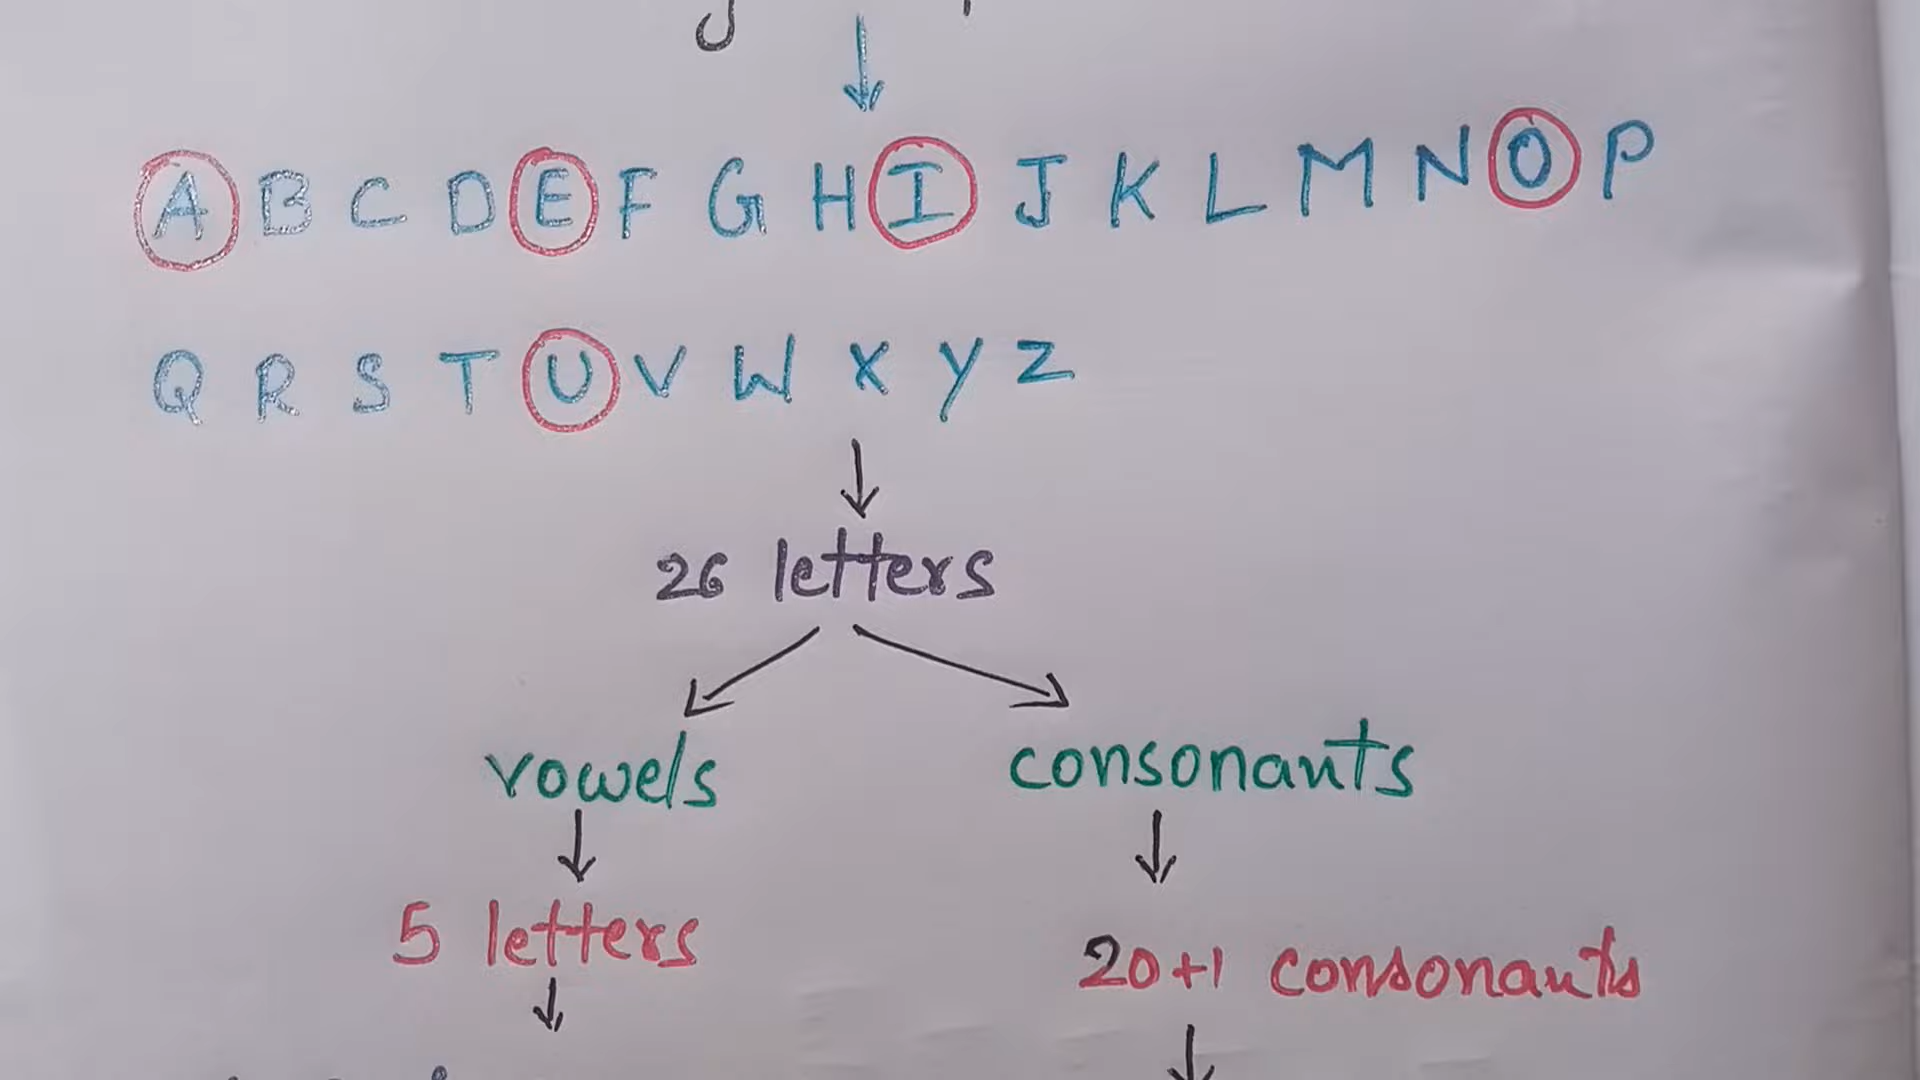 A B C D E F G H I J K L M N O P
Q R S T U V W X Y Z
26 letters
vowels consonants
5 letters 20+1 consonants